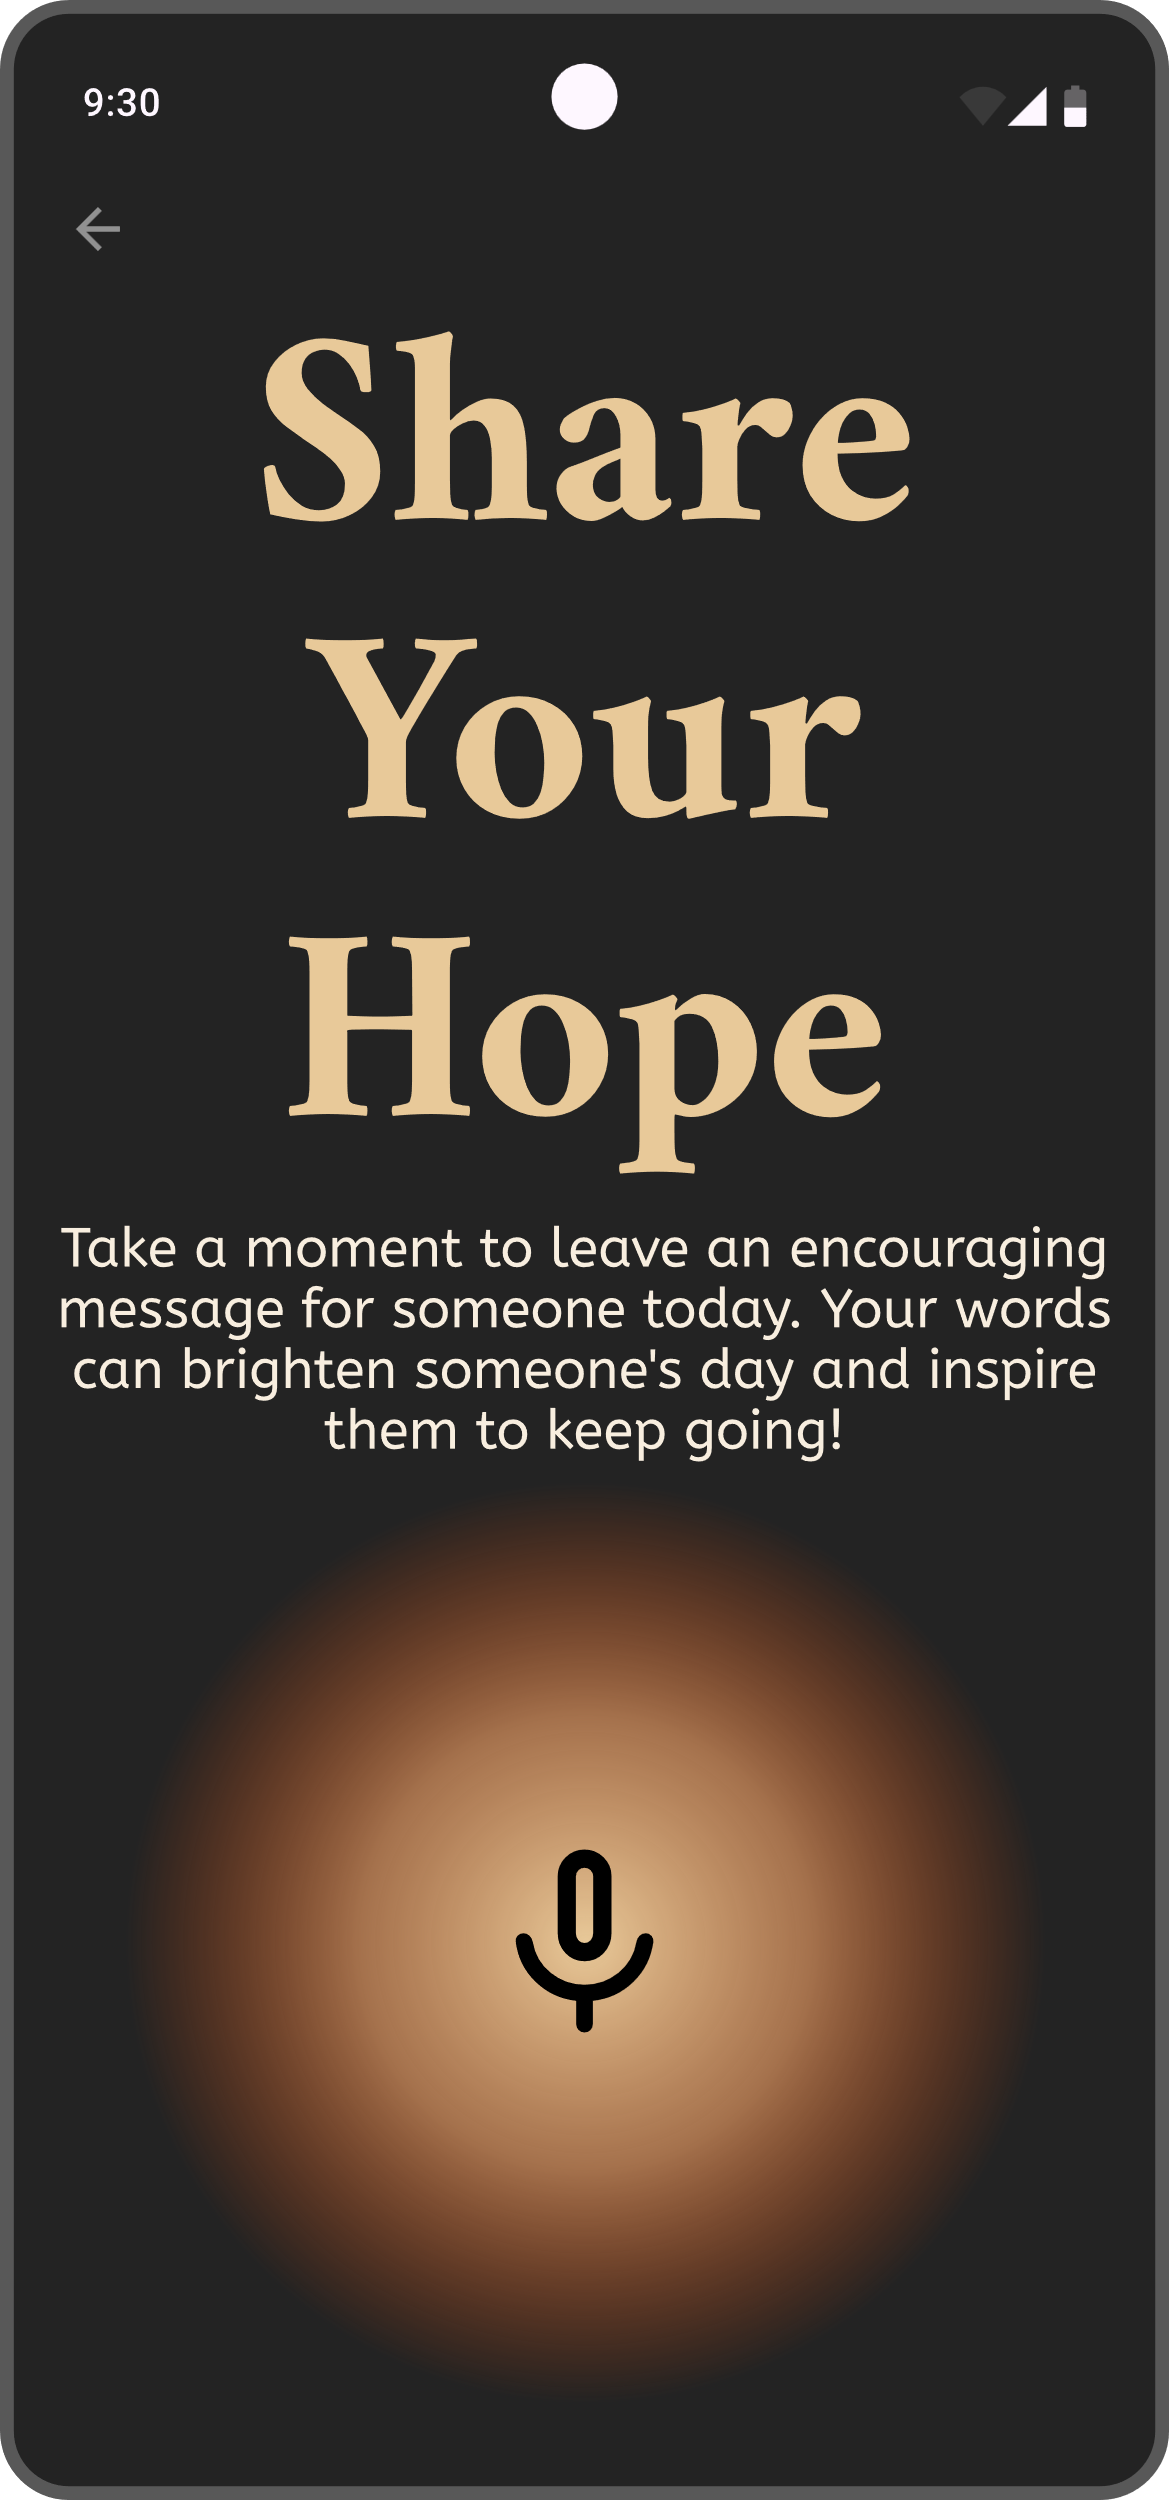 9:30
Share
Your
Hope
Take a moment to leave an encouraging
message for someone today. Your words
can brighten someone's day and inspire
them to keep going!